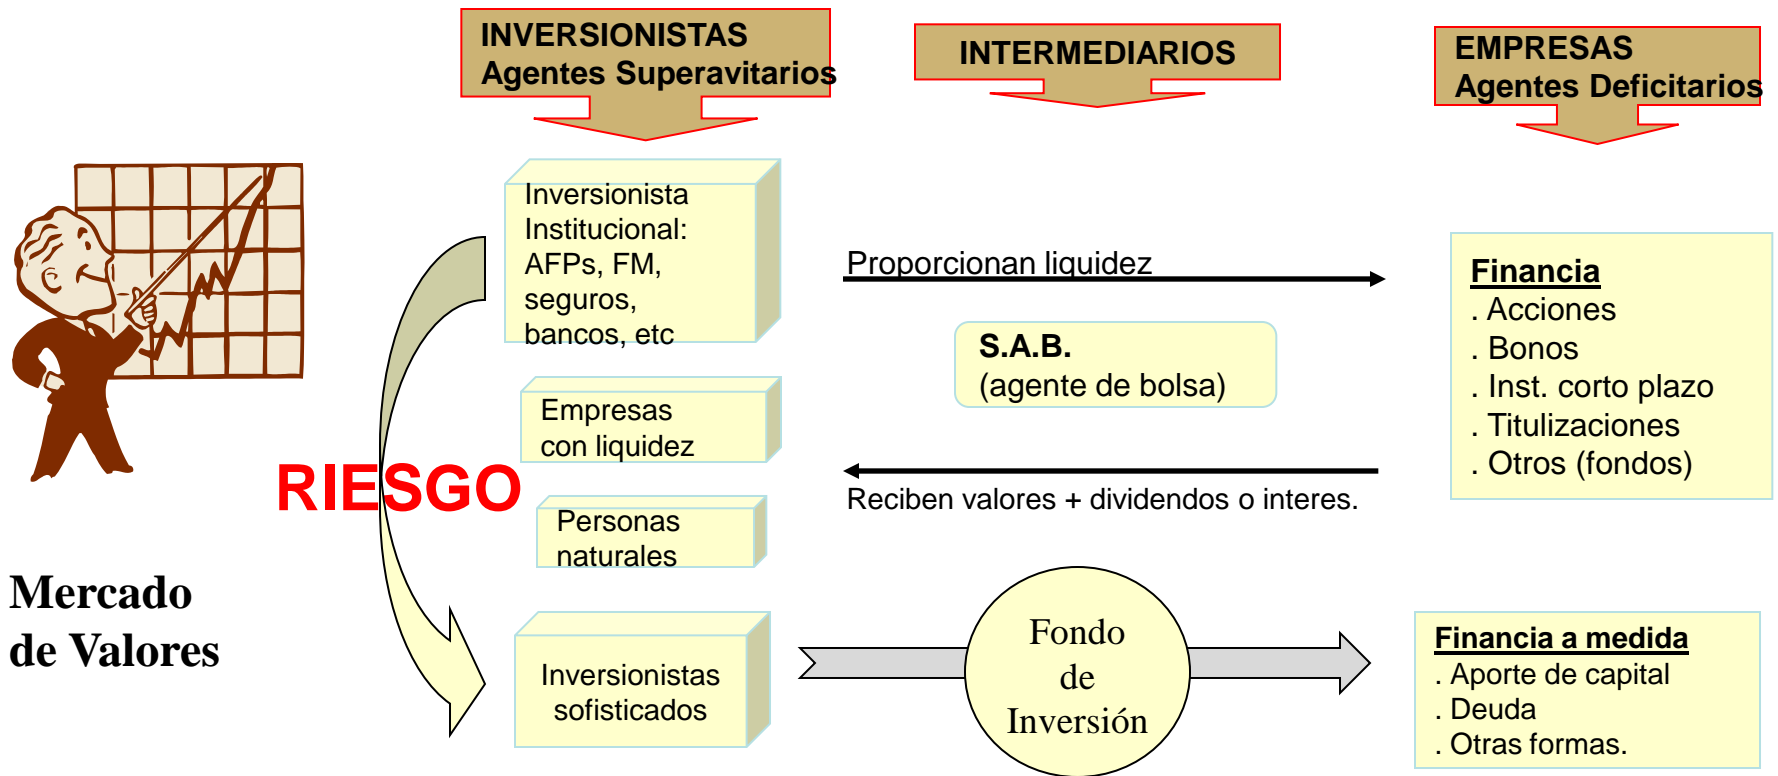 INVERSIONISTAS
Agentes Superavitarios
INTERMEDIARIOS
EMPRESAS
Agentes Deficitarios
Inversionista
Institucional:
AFPs, FM,
seguros,
bancos, etc
Proporcionan liquidez
Financia
. Acciones
. Bonos
. Inst. corto plazo
. Titulizaciones
. Otros (fondos)
S.A.B.
(agente de bolsa)
Empresas
con liquidez
RIESGO
Reciben valores + dividendos o interes.
Personas
naturales
Mercado
de Valores
Inversionistas
sofisticados
Fondo
de
Inversión
Financia a medida
. Aporte de capital
. Deuda
. Otras formas.